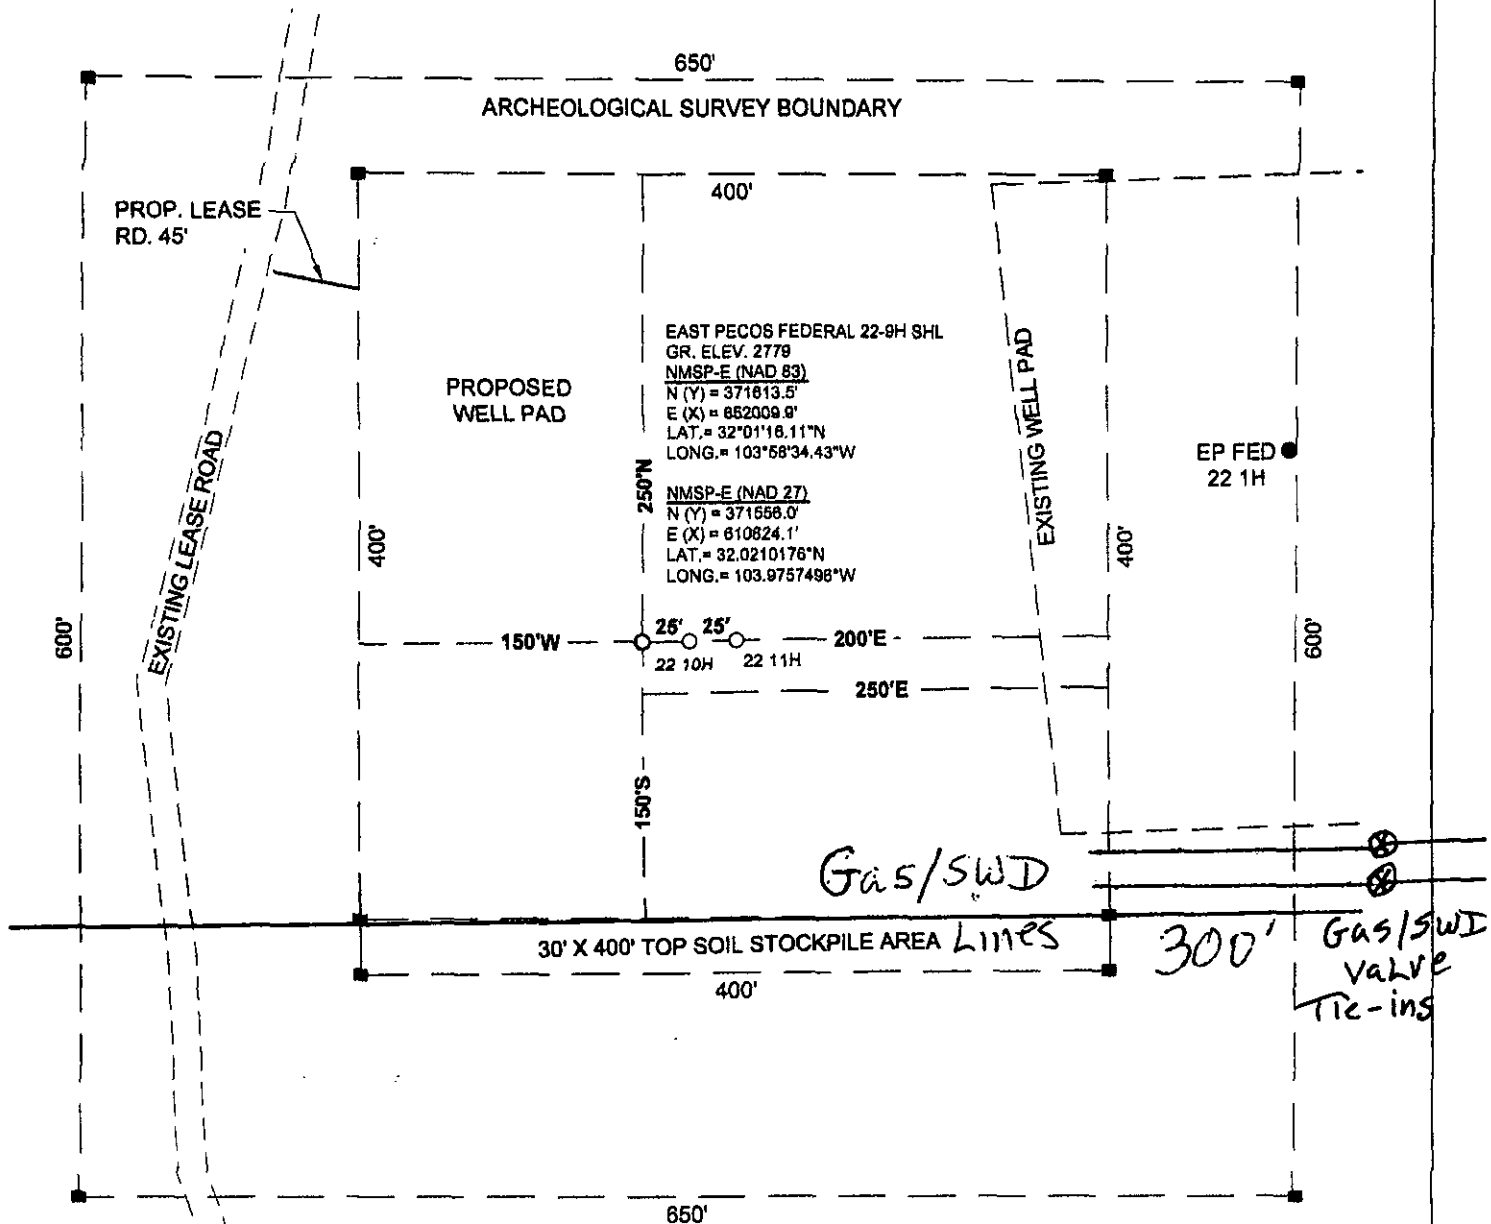 650'
ARCHEOLOGICAL SURVEY BOUNDARY
400'
PROP. LEASE
RD. 45'
EAST PECOS FEDERAL 22-9H SHL
GR. ELEV. 2779
NMSP-E (NAD 83)
N (Y) = 371613.5'
E (X) = 652009.9'
LAT.= 32°01'16.11"N
LONG.= 103°58'34.43"W
PROPOSED
WELL PAD
EXISTING WELL PAD
EP FED
22 1H
250'N
NMSP-E (NAD 27)
N (Y) = 371556.0'
E (X) = 610824.1'
LAT.= 32.0210176°N
LONG.= 103.9757496°W
EXISTING LEASE ROAD
400'
400'
600'
150'W
25'
25'
200'E
600'
22 10H
22 11H
250'E
150'S
Gas/SWD
30' X 400' TOP SOIL STOCKPILE AREA Lines
300'
Gas/SWD
Valve
Tie-ins
400'
650'